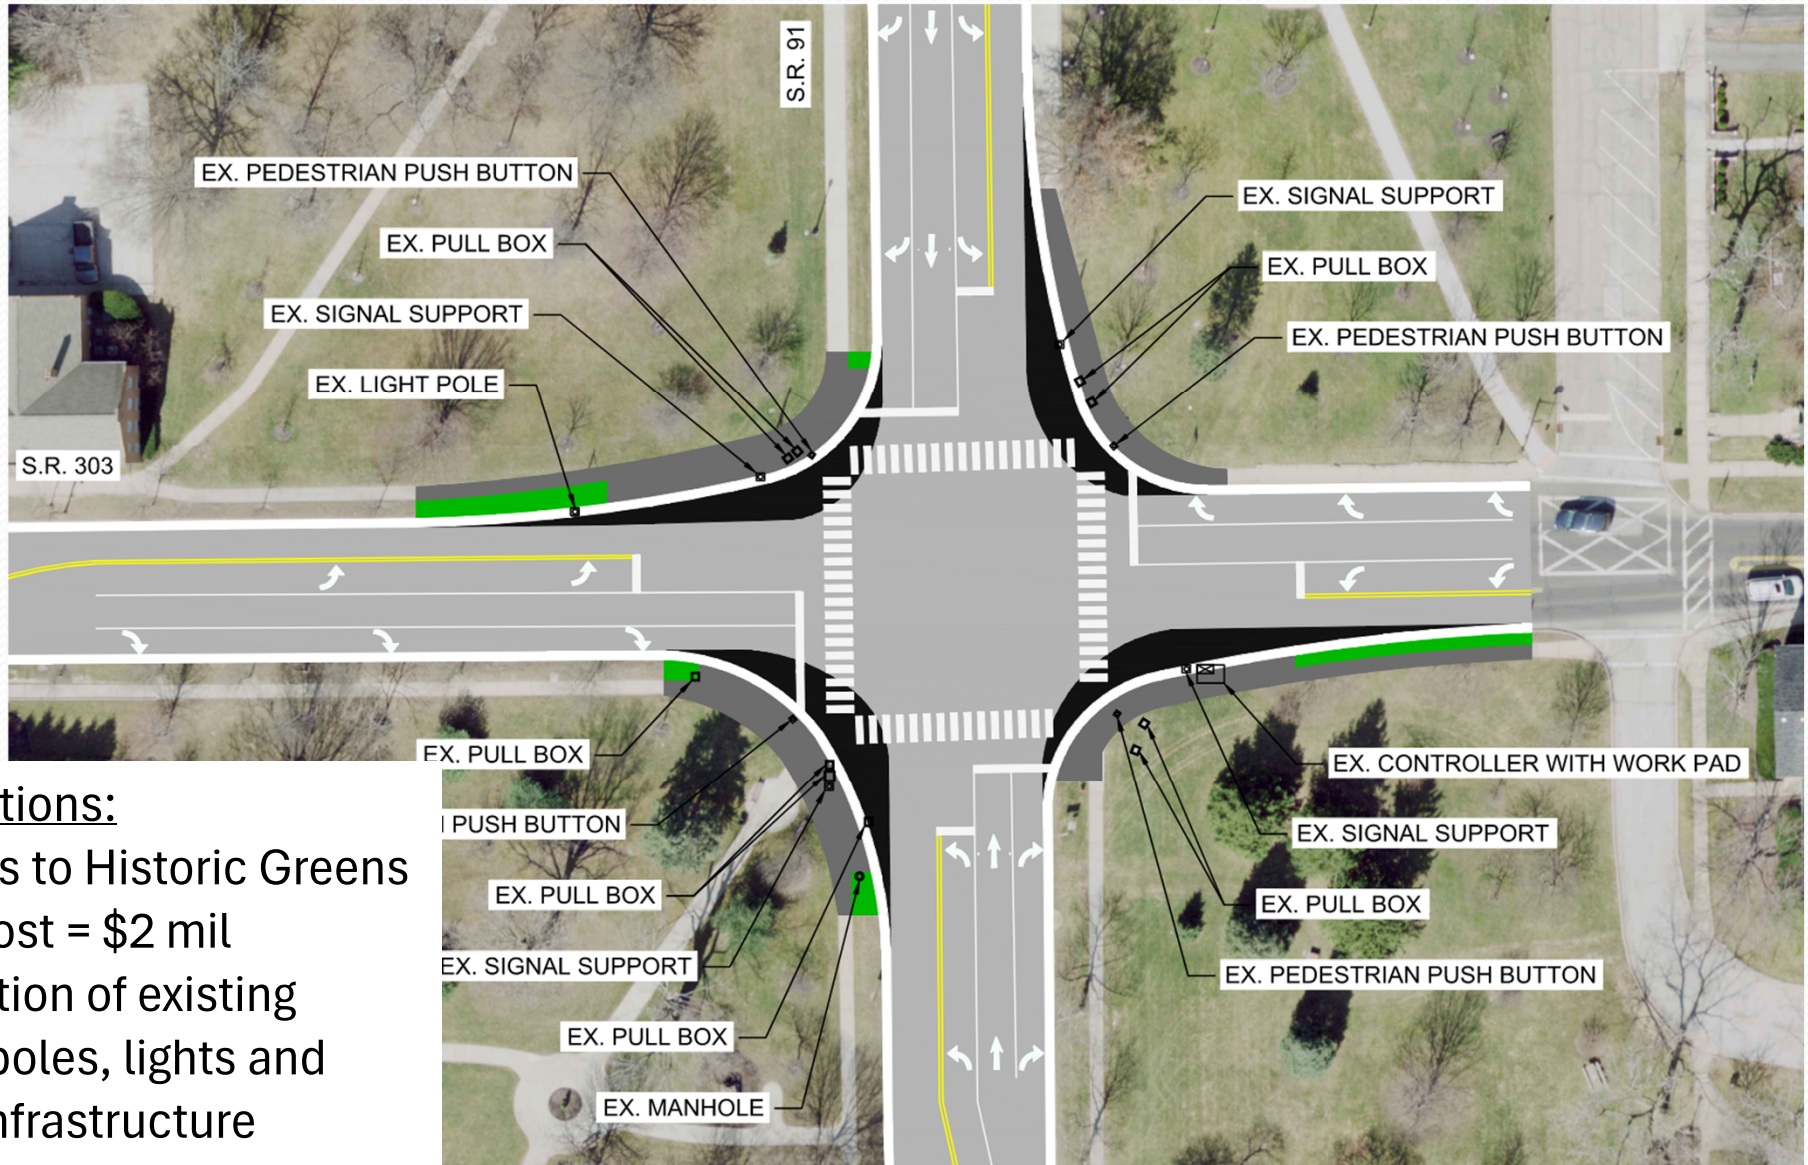 S.R. 91
EX. PEDESTRIAN PUSH BUTTON
EX. SIGNAL SUPPORT
EX. PULL BOX
EX. PULL BOX
EX. SIGNAL SUPPORT
EX. PEDESTRIAN PUSH BUTTON
EX. LIGHT POLE
S.R. 303
EX. PULL BOX
EX. CONTROLLER WITH WORK PAD
PUSH BUTTON
EX. SIGNAL SUPPORT
EX. PULL BOX
EX. PULL BOX
EX. SIGNAL SUPPORT
EX. PEDESTRIAN PUSH BUTTON
EX. PULL BOX
EX. MANHOLE
tions:
s to Historic Greens
ost = $2 mil
tion of existing
poles, lights and
nfrastructure